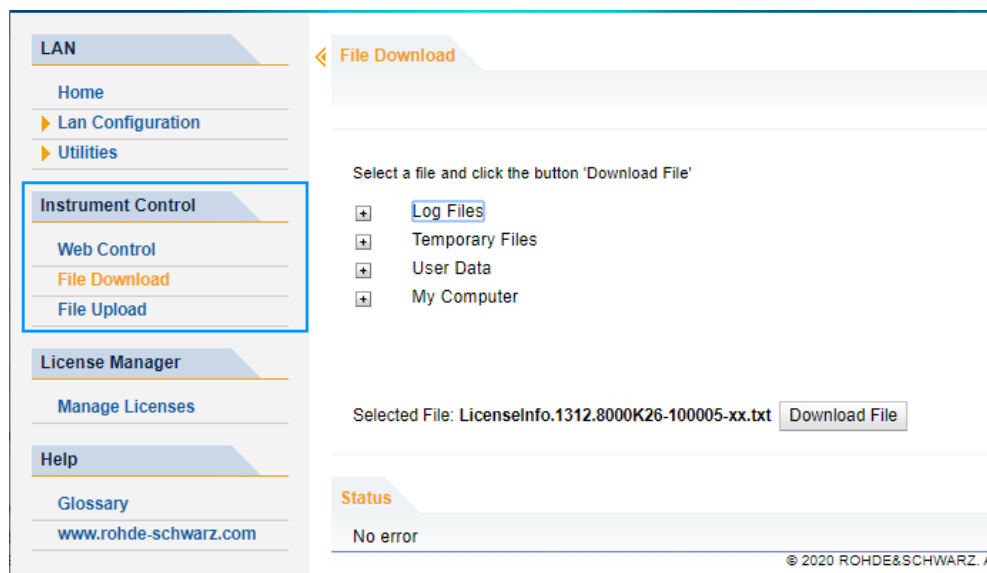 LAN
Home
Lan Configuration
Utilities
Instrument Control
Web Control
File Download
File Upload
License Manager
Manage Licenses
Help
Glossary
www.rohde-schwarz.com
File Download
Select a file and click the button 'Download File'
Log Files
Temporary Files
User Data
My Computer
Selected File: LicenseInfo.1312.8000K26-100005-xx.txt Download File
Status
No error
© 2020 ROHDE&SCHWARZ. A